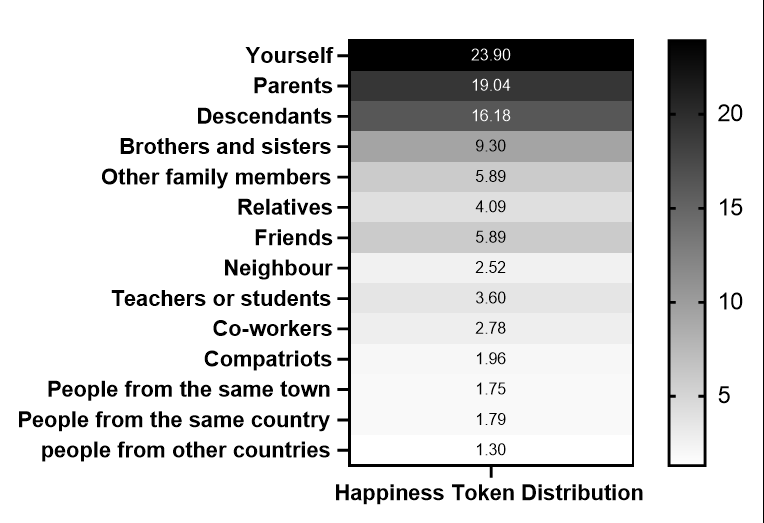 Yourself 23.90
Parents 19.04
Descendants 16.18
Brothers and sisters 9.30
Other family members 5.89
Relatives 4.09
Friends 5.89
Neighbour 2.52
Teachers or students 3.60
Co-workers 2.78
Compatriots 1.96
People from the same town 1.75
People from the same country 1.79
people from other countries 1.30
Happiness Token Distribution
20
15
10
5